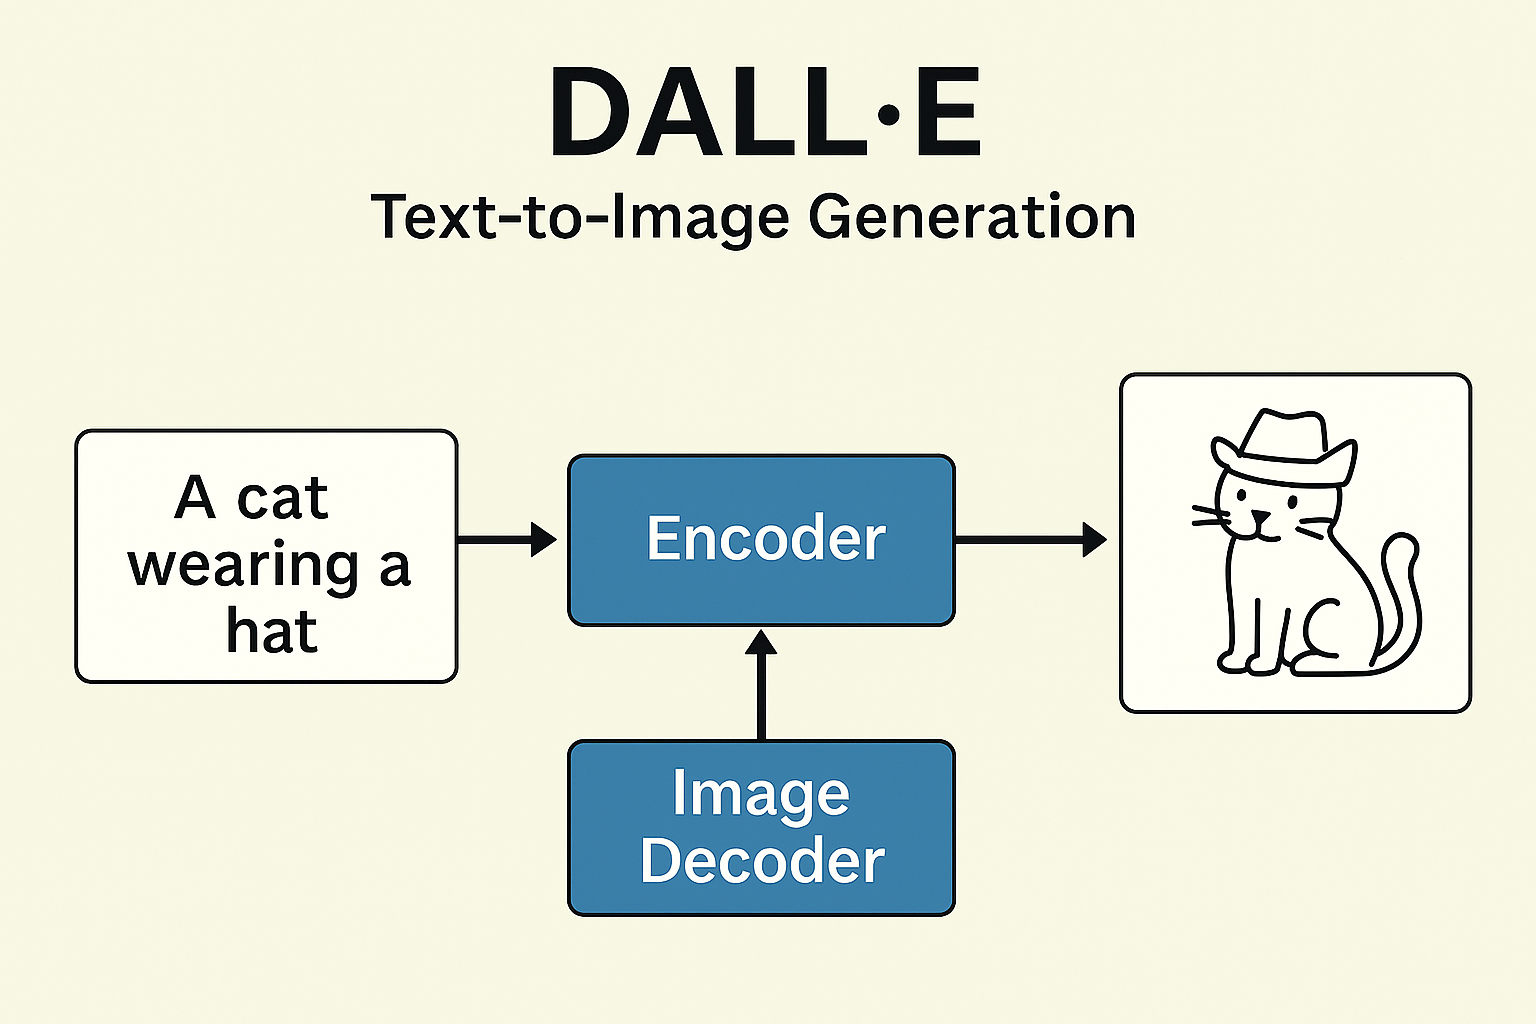 DALL·E
Text-to-Image Generation
A cat
wearing a
hat
Encoder
Image
Decoder